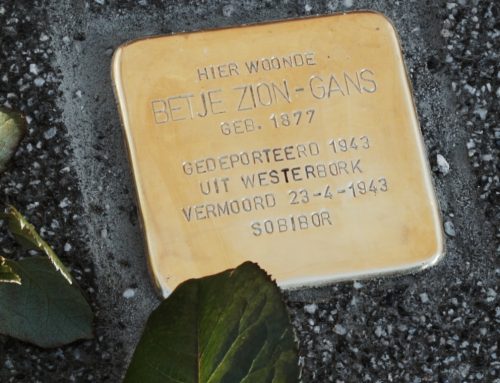 HIER WOONDE
BETJE ZION-GANS
GEB. 1877
GEDEPORTEERD 1943
UIT WESTERBORK
VERMOORD 23-4-1943
SOBIBOR